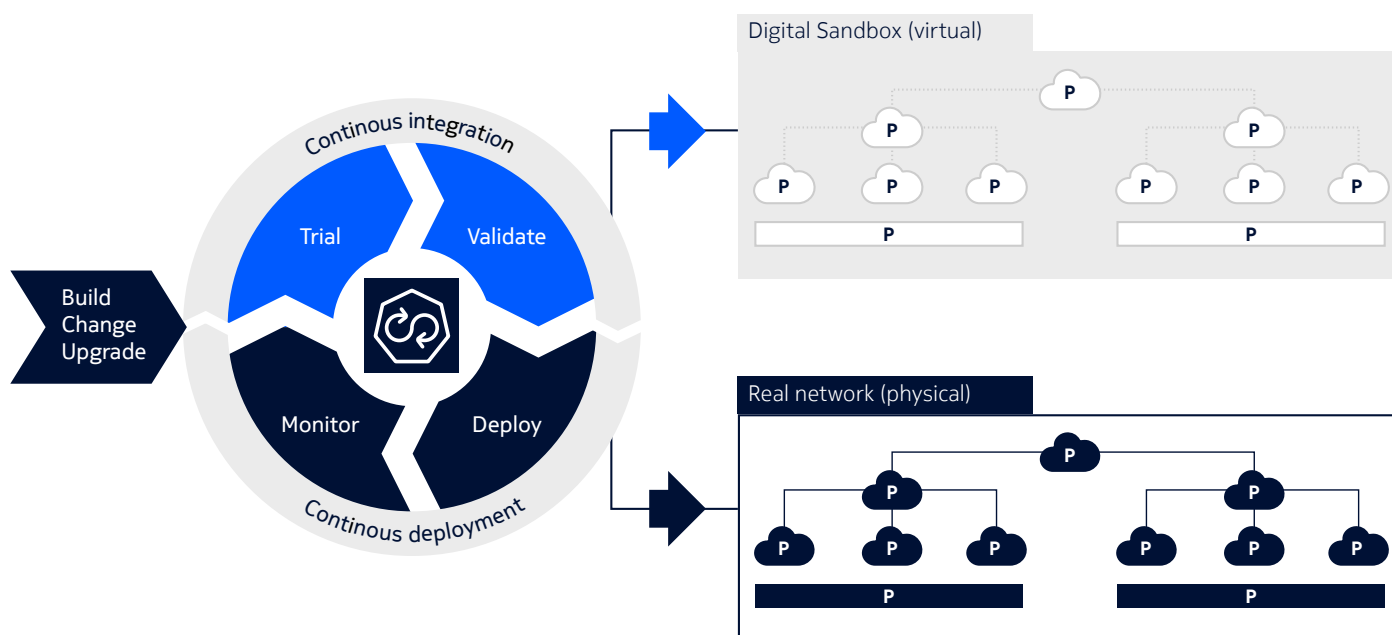 Digital Sandbox (virtual)
P
P
P
P
P
P
P
P
P
P
P
Continous integration
Trial
Validate
Build
Change
Upgrade
Monitor
Deploy
Continous deployment
Real network (physical)
P
P
P
P
P
P
P
P
P
P
P